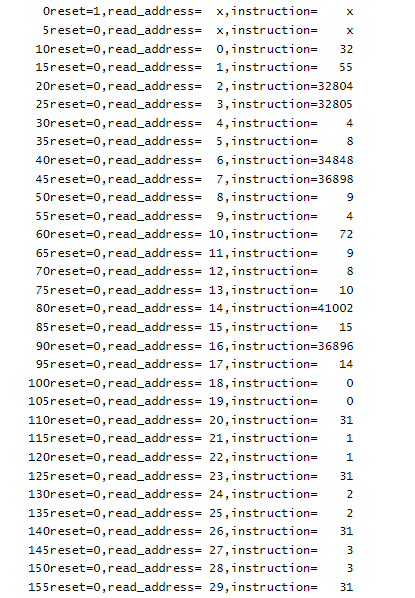 0reset=1,read_address=  x,instruction=    x
5reset=0,read_address=  x,instruction=    x
10reset=0,read_address=  0,instruction=   32
15reset=0,read_address=  1,instruction=   55
20reset=0,read_address=  2,instruction=32804
25reset=0,read_address=  3,instruction=32805
30reset=0,read_address=  4,instruction=    4
35reset=0,read_address=  5,instruction=    8
40reset=0,read_address=  6,instruction=34848
45reset=0,read_address=  7,instruction=36898
50reset=0,read_address=  8,instruction=    9
55reset=0,read_address=  9,instruction=    4
60reset=0,read_address= 10,instruction=   72
65reset=0,read_address= 11,instruction=    9
70reset=0,read_address= 12,instruction=    8
75reset=0,read_address= 13,instruction=   10
80reset=0,read_address= 14,instruction=41002
85reset=0,read_address= 15,instruction=   15
90reset=0,read_address= 16,instruction=36896
95reset=0,read_address= 17,instruction=   14
100reset=0,read_address= 18,instruction=    0
105reset=0,read_address= 19,instruction=    0
110reset=0,read_address= 20,instruction=   31
115reset=0,read_address= 21,instruction=    1
120reset=0,read_address= 22,instruction=    1
125reset=0,read_address= 23,instruction=   31
130reset=0,read_address= 24,instruction=    2
135reset=0,read_address= 25,instruction=    2
140reset=0,read_address= 26,instruction=   31
145reset=0,read_address= 27,instruction=    3
150reset=0,read_address= 28,instruction=    3
155reset=0,read_address= 29,instruction=   31